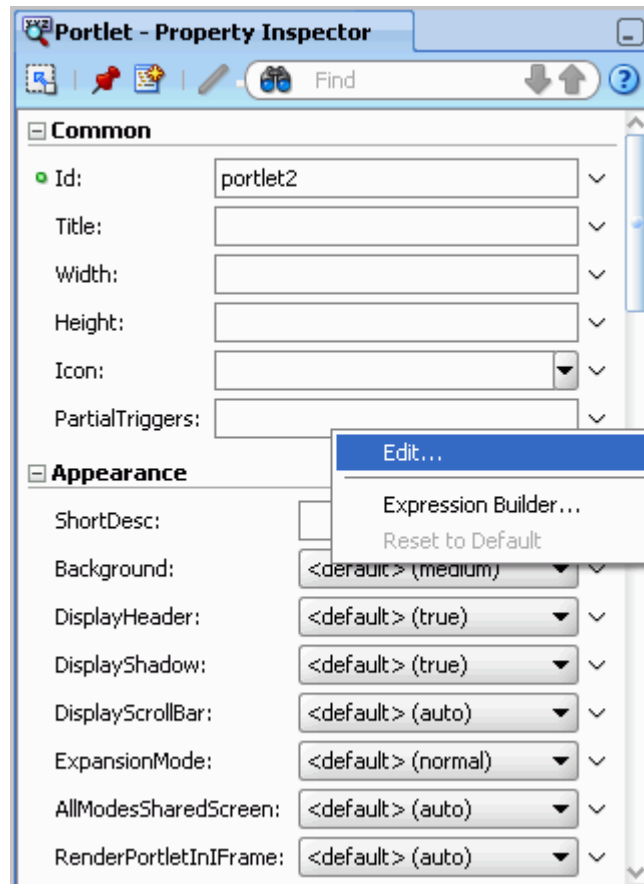 Portlet - Property Inspector
Find
Common
Id: portlet2
Title:
Width:
Height:
Icon:
PartialTriggers:
Edit...
Appearance
Expression Builder...
ShortDesc:
Reset to Default
Background: <default> (medium)
DisplayHeader: <default> (true)
DisplayShadow: <default> (true)
DisplayScrollBar: <default> (auto)
ExpansionMode: <default> (normal)
AllModesSharedScreen: <default> (auto)
RenderPortletInIFrame: <default> (auto)